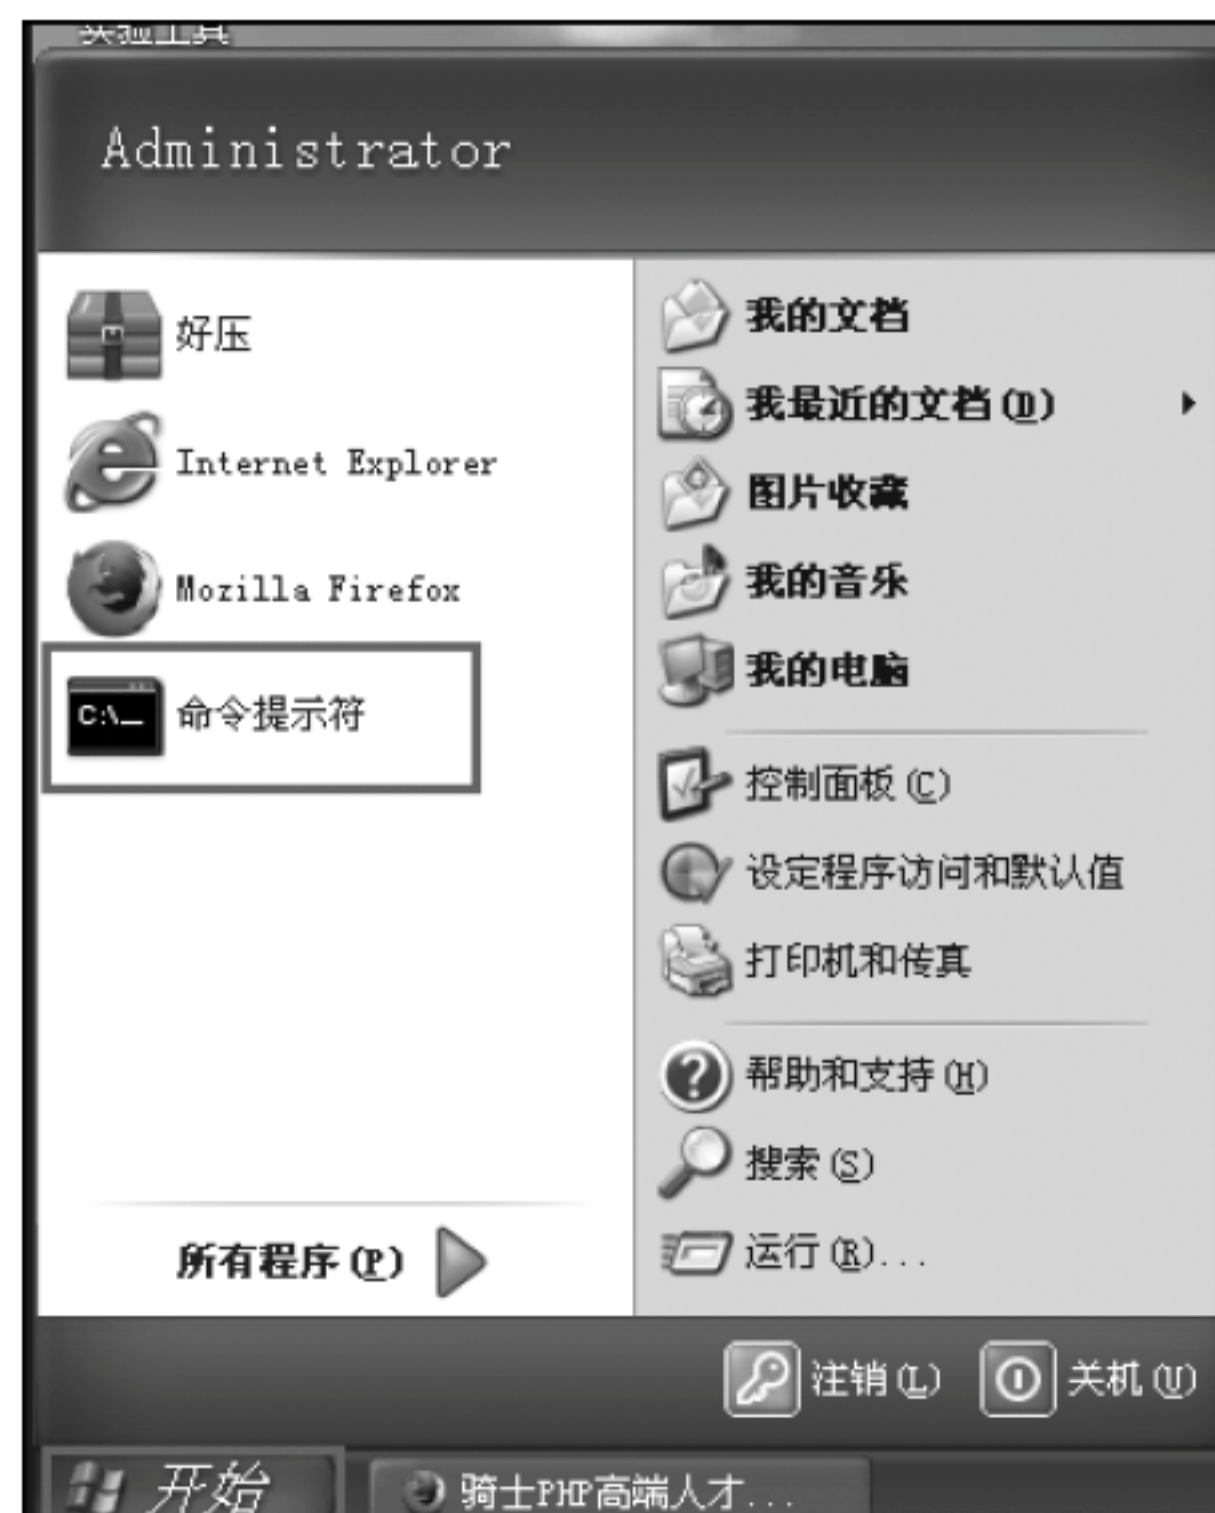 实验工具
Administrator
好压
Internet Explorer
Mozilla Firefox
C:\_
命令提示符
所有程序(P)
我的文档
我最近的文档(D)
图片收藏
我的音乐
我的电脑
控制面板(C)
设定程序访问和默认值
打印机和传真
帮助和支持(H)
搜索(S)
运行(R)...
注销(L)
关机(U)
开始
骑士PHP高端人才...